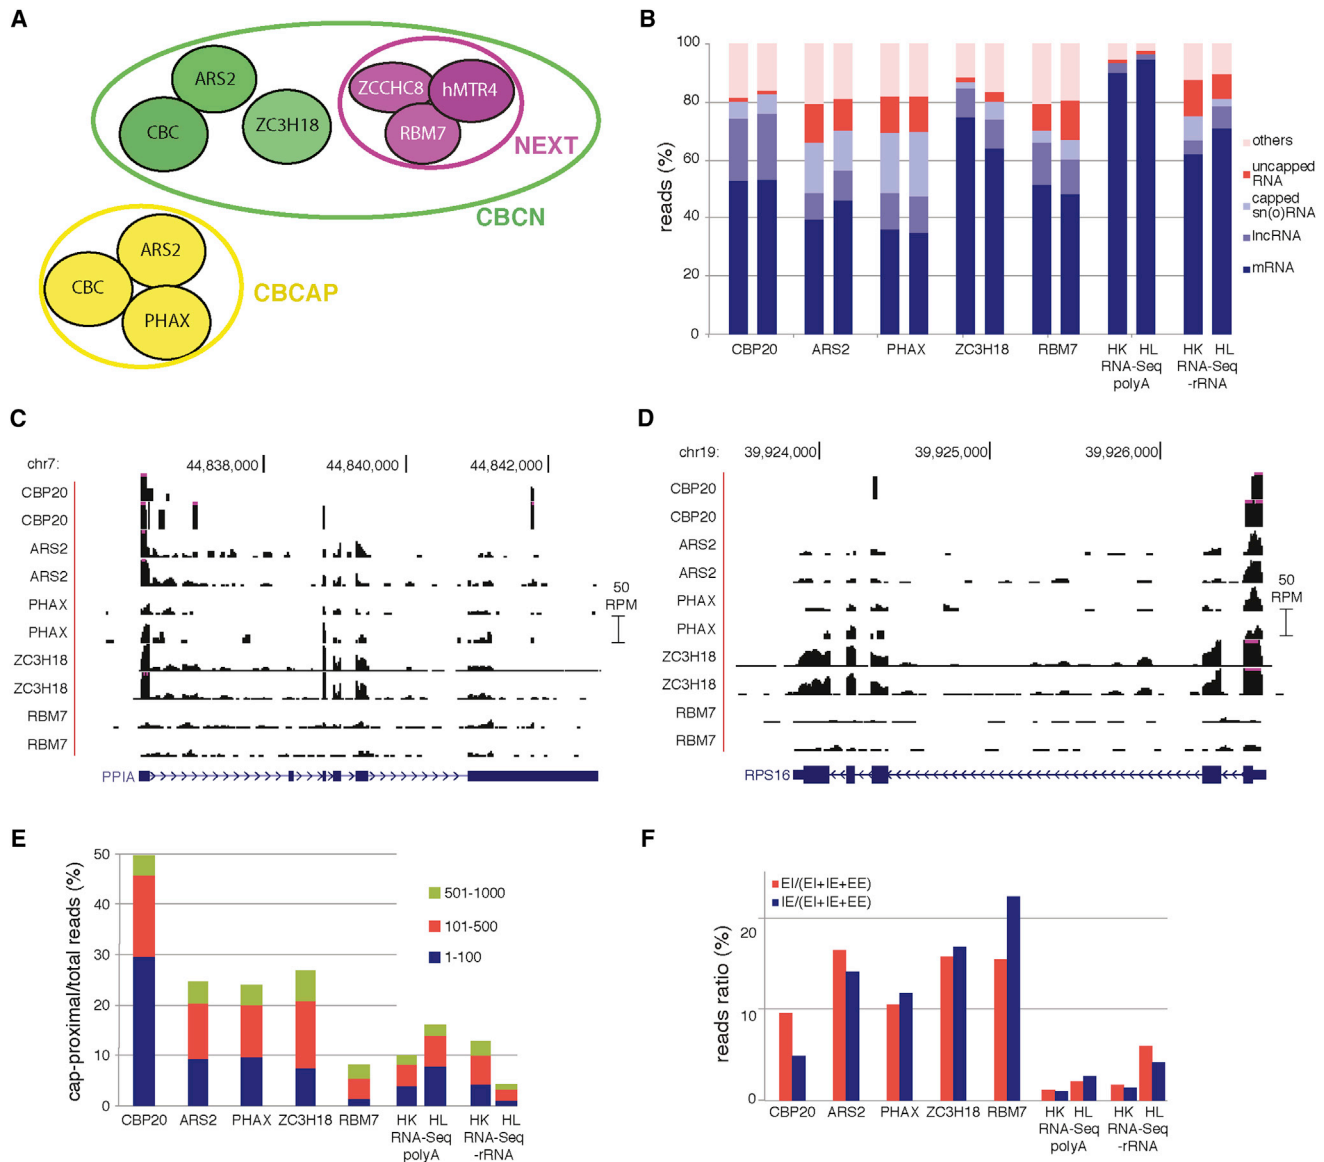 A
ARS2
CBC
ZC3H18
ZCCHC8
hMTR4
RBM7
NEXT
CBCN
ARS2
CBC
PHAX
CBCAP
B
reads (%)
100
80
60
40
20
0
CBP20
ARS2
PHAX
ZC3H18
RBM7
HK HL
RNA-Seq
polyA
HK HL
RNA-Seq
-rRNA
others
uncapped
RNA
capped
sn(o)RNA
lncRNA
mRNA
C
chr7:
44,838,000
44,840,000
44,842,000
CBP20
CBP20
ARS2
ARS2
PHAX
PHAX
ZC3H18
ZC3H18
RBM7
RBM7
50
RPM
PPIA
D
chr19:
39,924,000
39,925,000
39,926,000
CBP20
CBP20
ARS2
ARS2
PHAX
PHAX
ZC3H18
ZC3H18
RBM7
RBM7
50
RPM
RPS16
E
cap-proximal/total reads (%)
50
40
30
20
10
0
501-1000
101-500
1-100
CBP20
ARS2
PHAX
ZC3H18
RBM7
HK HL
RNA-Seq
polyA
HK HL
RNA-Seq
-rRNA
F
reads ratio (%)
20
10
0
EI/(EI+IE+EE)
IE/(EI+IE+EE)
CBP20
ARS2
PHAX
ZC3H18
RBM7
HK HL
RNA-Seq
polyA
HK HL
RNA-Seq
-rRNA